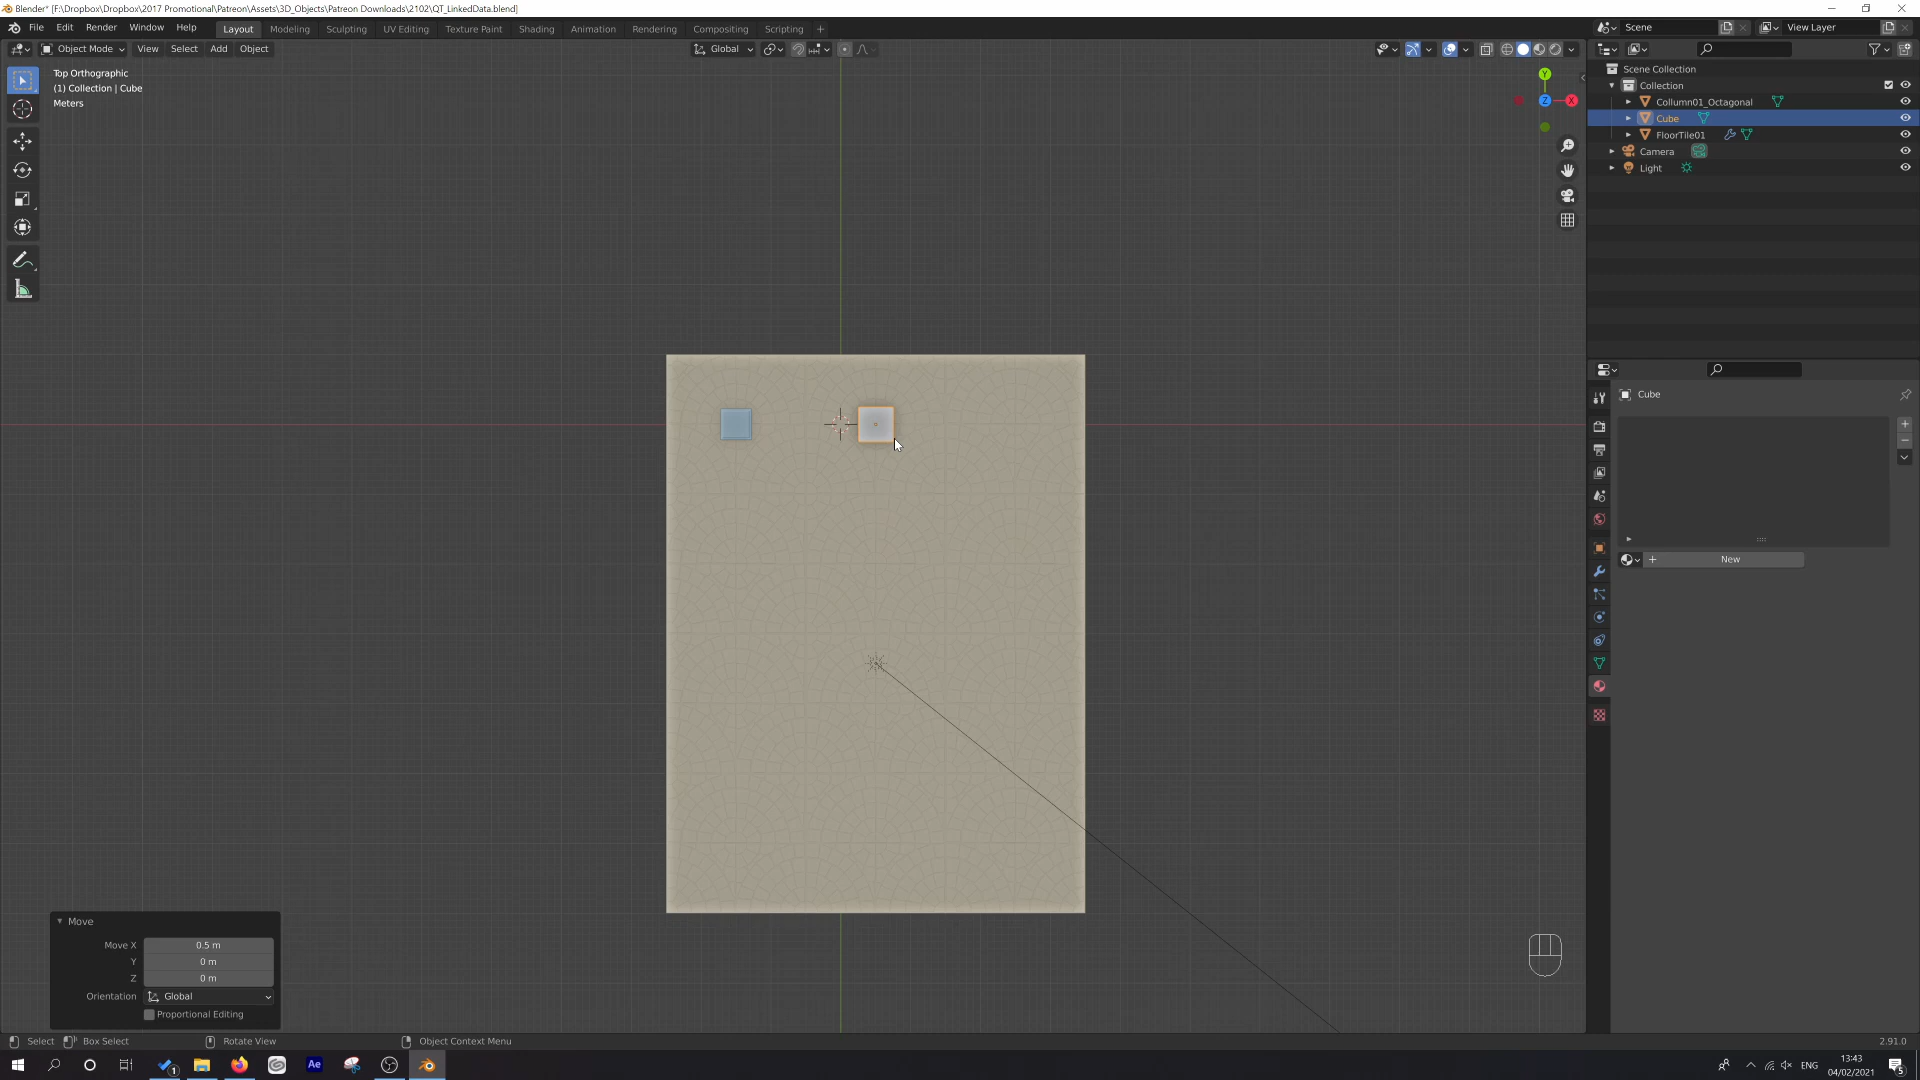 Blender* [F:\Dropbox\Dropbox\2017 Promotional\Patreon\Assets\3D_Objects\Patreon Downloads\2102\QT_LinkedData.blend]
File Edit Render Window Help Layout Modeling Sculpting UV Editing Texture Paint Shading Animation Rendering Compositing Scripting + Scene View Layer
Object Mode View Select Add Object Global
Top Orthographic
(1) Collection | Cube
Meters
Scene Collection
Collection
Collumn01_Octagonal
Cube
FloorTile01
Camera
Light
Y
Z X
Cube
+ New
Move
Move X 0.5 m
Y 0 m
Z 0 m
Orientation Global
Proportional Editing
Select Box Select Rotate View Object Context Menu 2.91.0
1 Ae ENG 13:43
04/02/2021 5